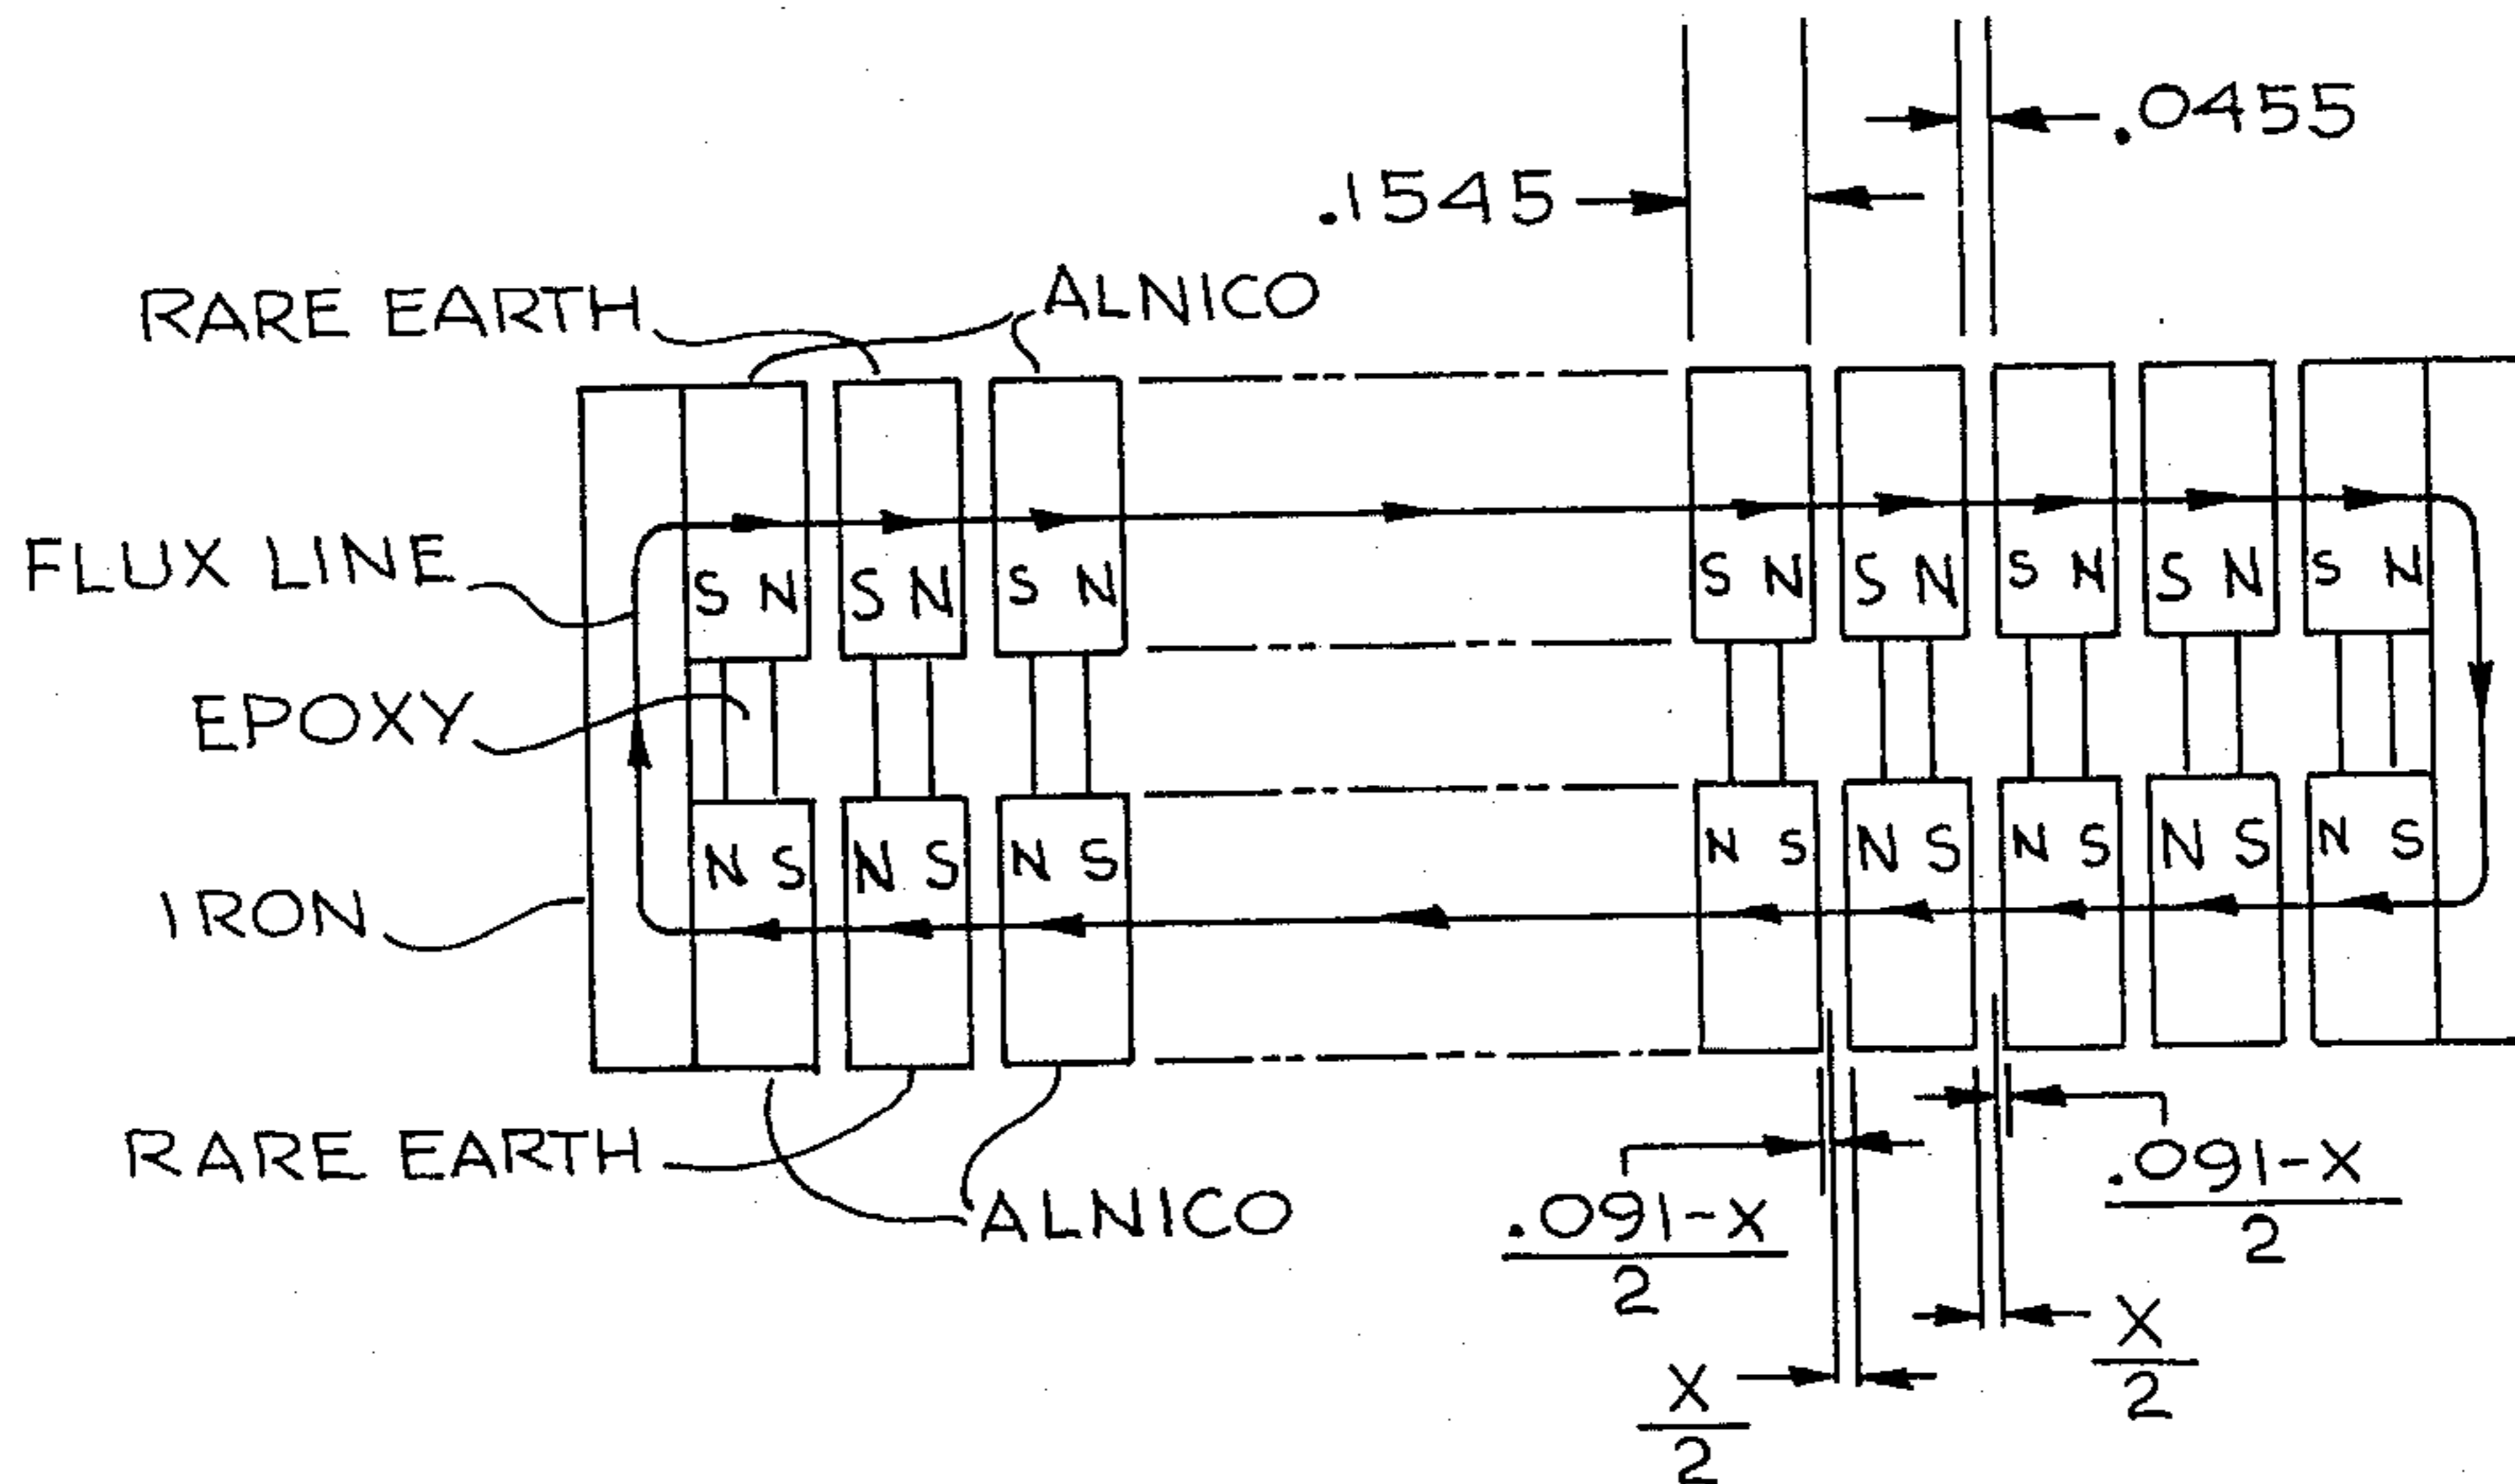 .0455
.1545
RARE EARTH
ALNICO
FLUX LINE
S N S N S N S N S N S N S N S N
EPOXY
N S N S N S N S N S N S N S N S
IRON
RARE EARTH
ALNICO
.091-X
2
.091-X
2
X
2
X
2